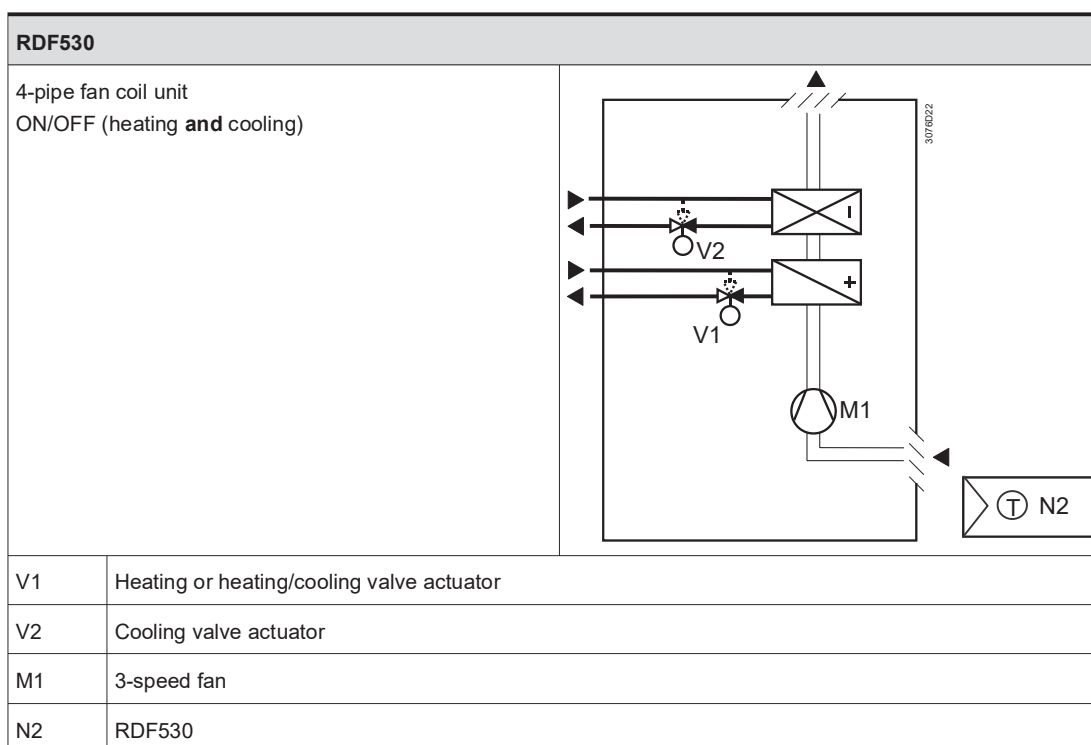 RDF530
4-pipe fan coil unit
ON/OFF (heating and cooling)
3076D22
V2
V1
M1
T N2
V1 Heating or heating/cooling valve actuator
V2 Cooling valve actuator
M1 3-speed fan
N2 RDF530